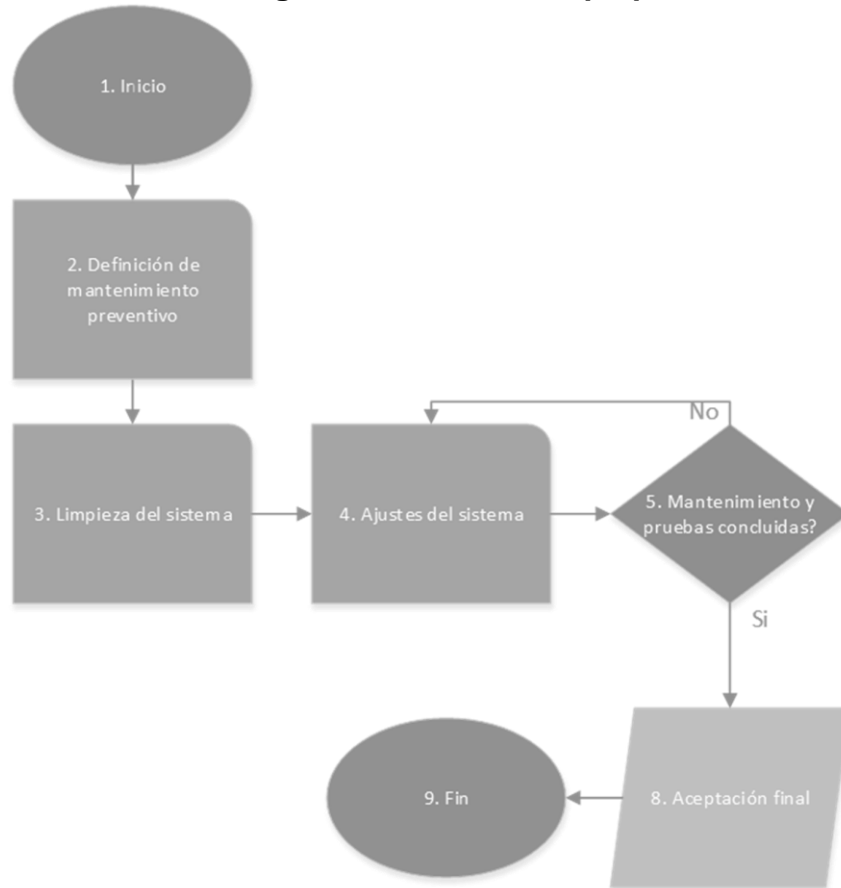 1. Inicio
2. Definición de
mantenimiento
preventivo
3. Limpieza del sistema
4. Ajustes del sistema
No
5. Mantenimiento y
pruebas concluidas?
Si
8. Aceptación final
9. Fin